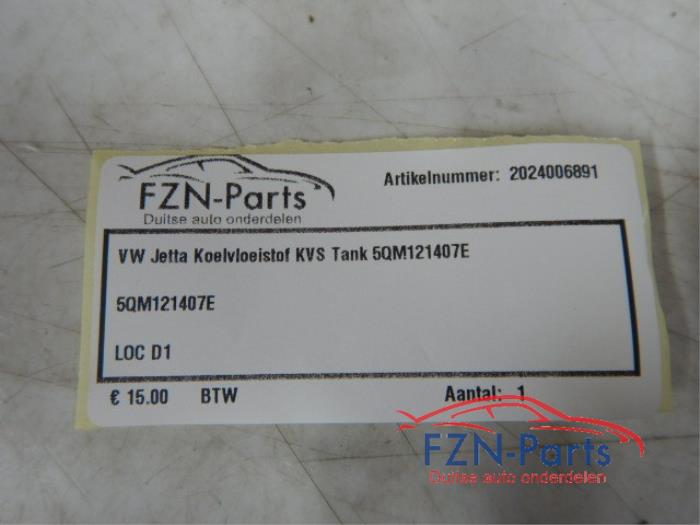 FZN-Parts
Duitse auto onderdelen
Artikelnummer: 2024006891
VW Jetta Koelvloeistof KVS Tank 5QM121407E
5QM121407E
LOC D1
€ 15.00 BTW Aantal: 1
FZN-Parts
Duitse auto onderdelen